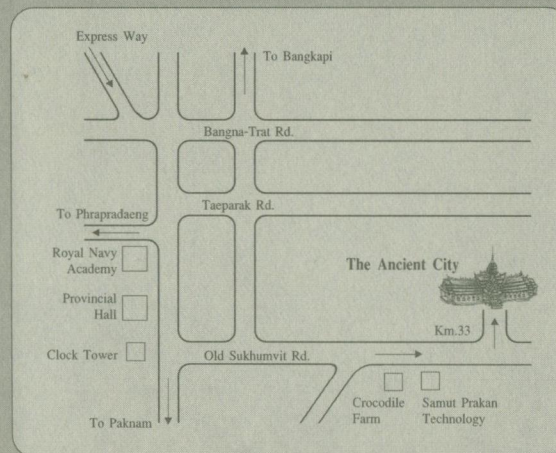 Express Way
To Bangkapi
Bangna-Trat Rd.
Taeparak Rd.
To Phrapradaeng
Royal Navy
Academy
The Ancient City
Provincial
Hall
Km.33
Clock Tower
Old Sukhumvit Rd.
Crocodile
Farm
Samut Prakan
Technology
To Paknam